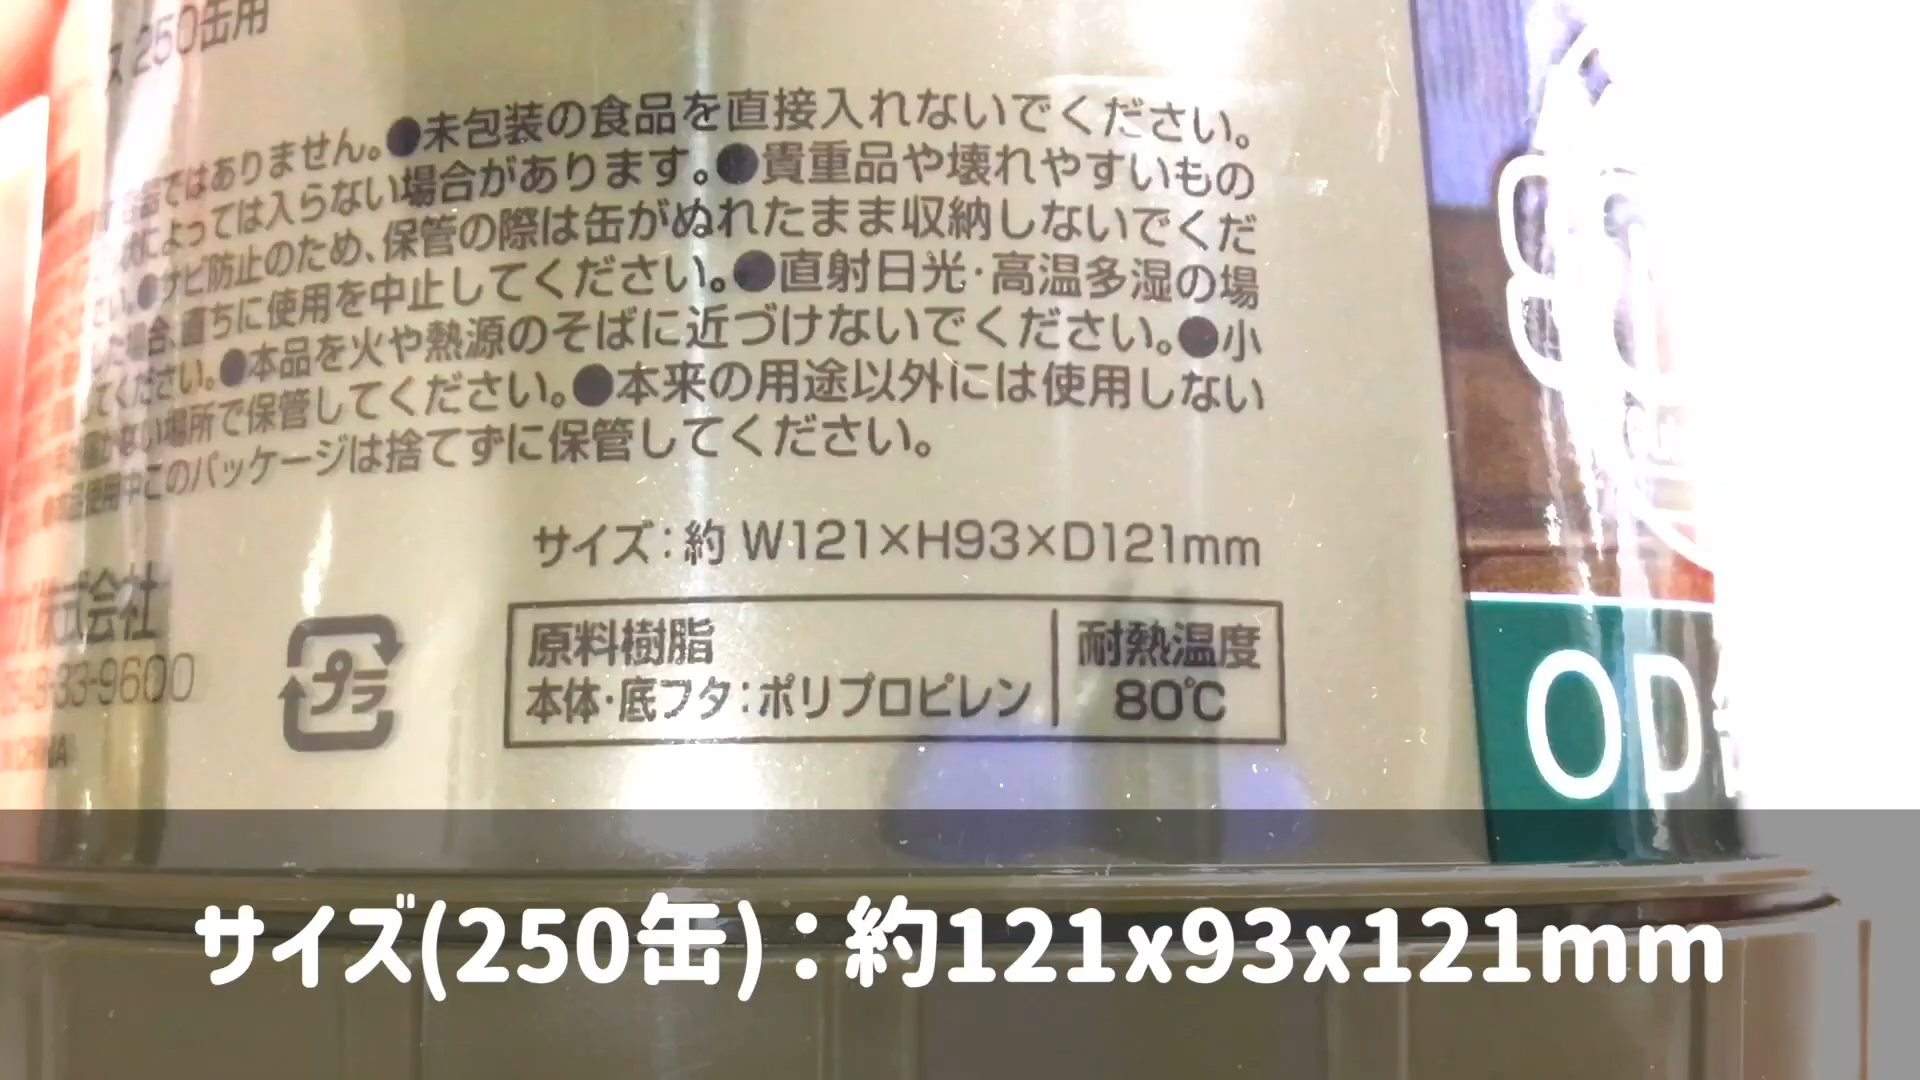 ス 250缶用
ではありません。●未包装の食品を直接入れないでください。
によっては入らない場合があります。●貴重品や壊れやすいもの
さい。●サビ防止のため、保管の際は缶がぬれたまま収納しないでくだ
た場合、直ちに使用を中止してください。●直射日光・高温多湿の場
してください。●本品を火や熱源のそばに近づけないでください。●小
い場所で保管してください。●本来の用途以外には使用しない
使用中このパッケージは捨てずに保管してください。
サイズ：約 W121×H93×D121mm
式会社
33-9600
CHINA
プラ
原料樹脂
本体・底フタ：ポリプロピレン
耐熱温度
80℃
OD
サイズ(250缶)：約121x93x121mm